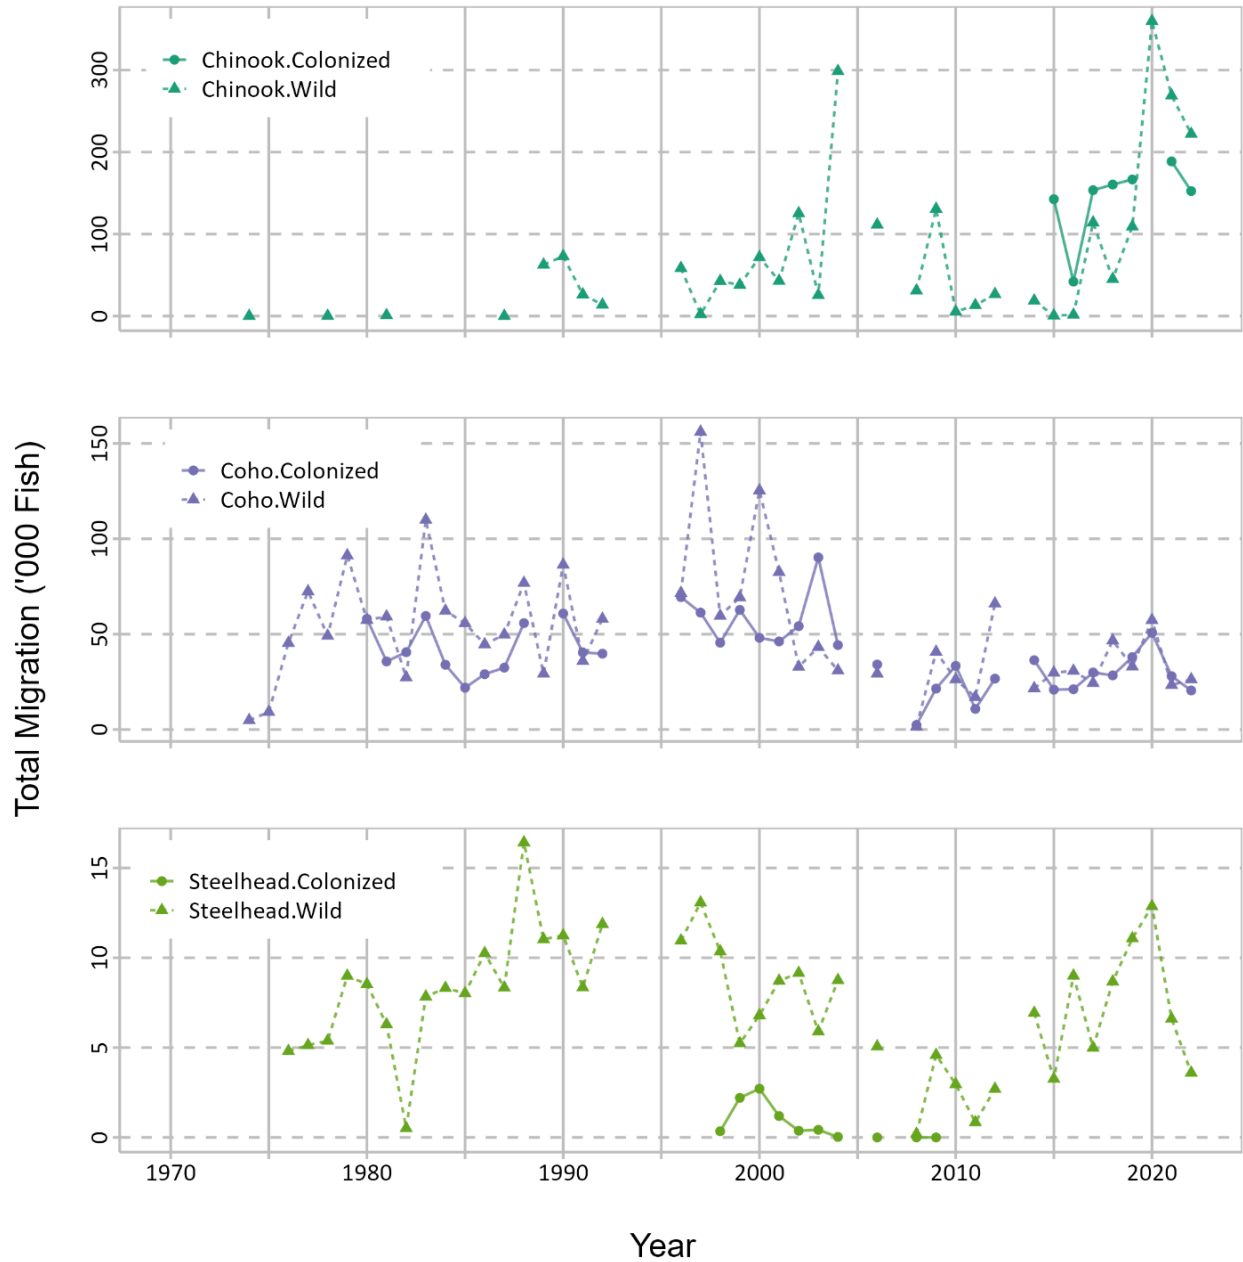 Total Migration ('000 Fish)
300
200
100
0
Chinook.Colonized
Chinook.Wild
150
100
50
0
Coho.Colonized
Coho.Wild
15
10
5
0
Steelhead.Colonized
Steelhead.Wild
1970 1980 1990 2000 2010 2020
Year